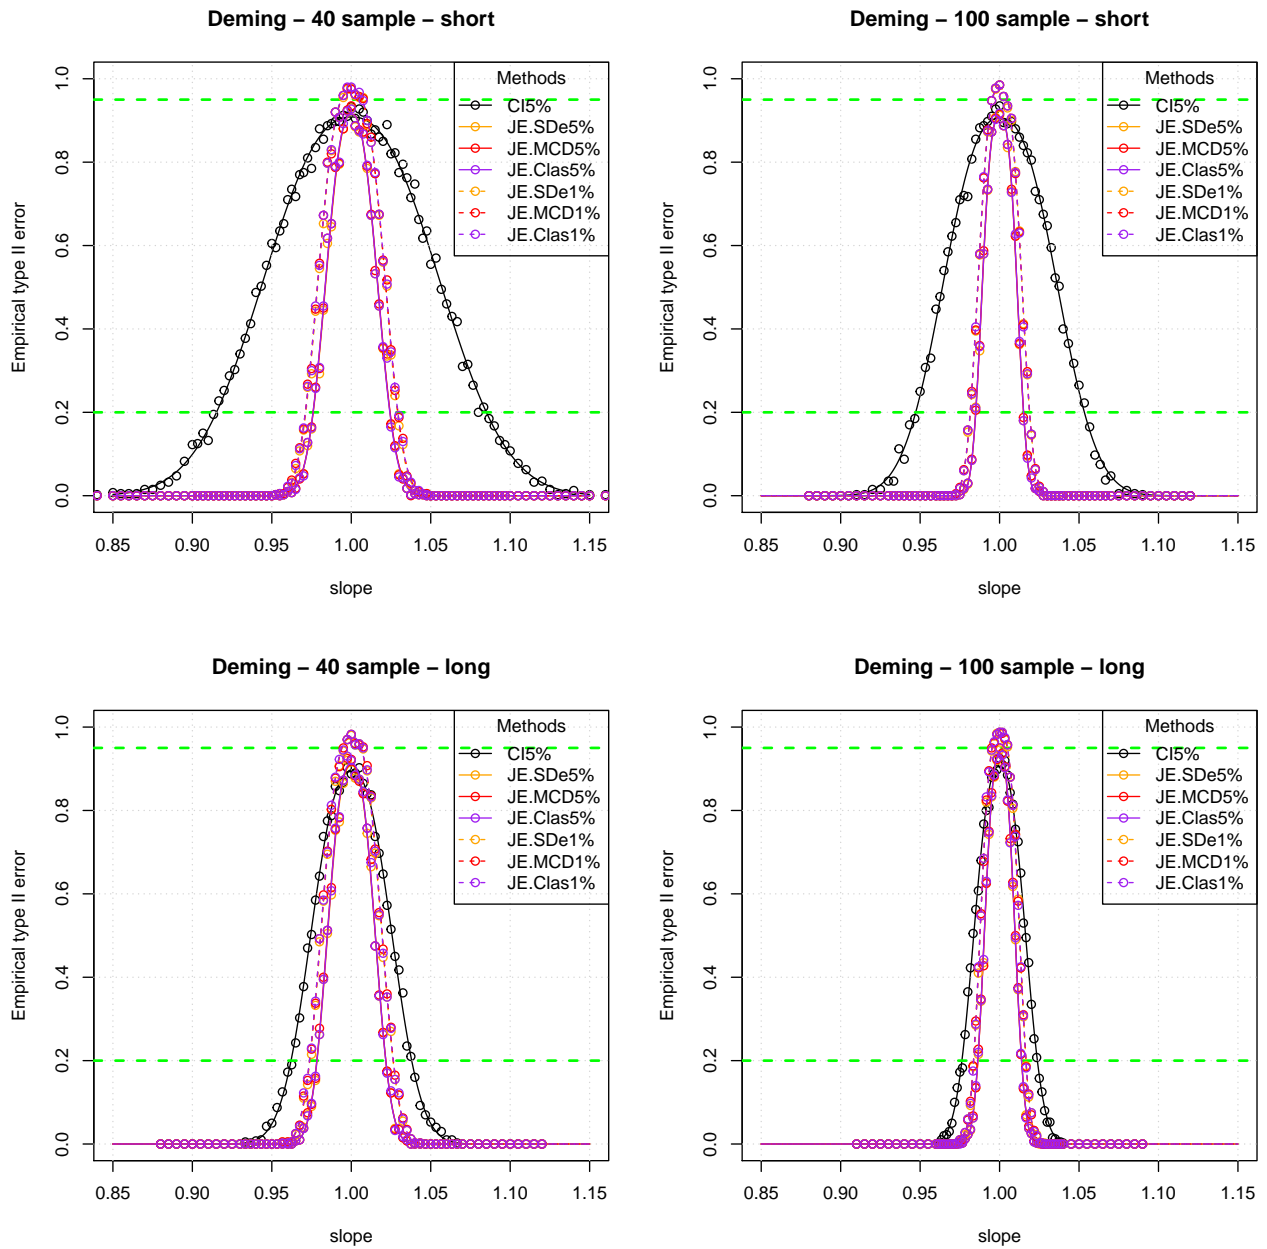 Deming – 40 sample – short
Empirical type II error
1.0
0.8
0.6
0.4
0.2
0.0
Methods
CI5%
JE.SDe5%
JE.MCD5%
JE.Clas5%
JE.SDe1%
JE.MCD1%
JE.Clas1%
0.85 0.90 0.95 1.00 1.05 1.10 1.15
slope
Deming – 100 sample – short
Empirical type II error
1.0
0.8
0.6
0.4
0.2
0.0
Methods
CI5%
JE.SDe5%
JE.MCD5%
JE.Clas5%
JE.SDe1%
JE.MCD1%
JE.Clas1%
0.85 0.90 0.95 1.00 1.05 1.10 1.15
slope
Deming – 40 sample – long
Empirical type II error
1.0
0.8
0.6
0.4
0.2
0.0
Methods
CI5%
JE.SDe5%
JE.MCD5%
JE.Clas5%
JE.SDe1%
JE.MCD1%
JE.Clas1%
0.85 0.90 0.95 1.00 1.05 1.10 1.15
slope
Deming – 100 sample – long
Empirical type II error
1.0
0.8
0.6
0.4
0.2
0.0
Methods
CI5%
JE.SDe5%
JE.MCD5%
JE.Clas5%
JE.SDe1%
JE.MCD1%
JE.Clas1%
0.85 0.90 0.95 1.00 1.05 1.10 1.15
slope